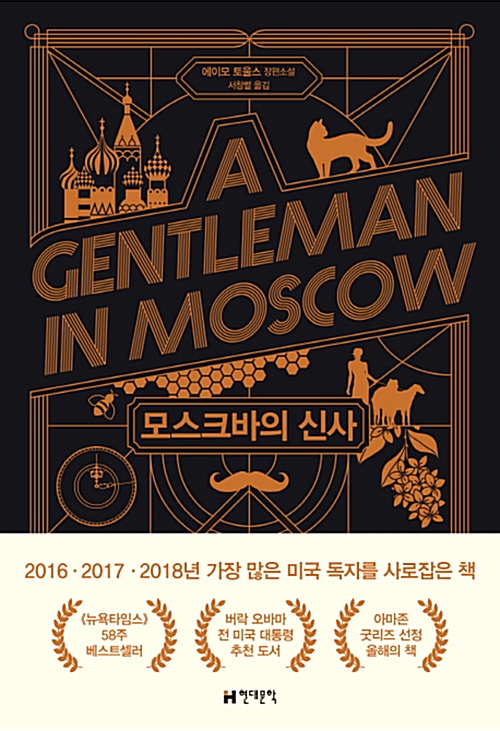 에이모 토울스 장편소설
서창렬 옮김
A
GENTLEMAN
IN MOSCOW
모스크바의 신사
2016 · 2017 · 2018년 가장 많은 미국 독자를 사로잡은 책
《뉴욕타임스》
58주
베스트셀러
버락 오바마
전 미국 대통령
추천 도서
아마존
굿리즈 선정
올해의 책
현대문학